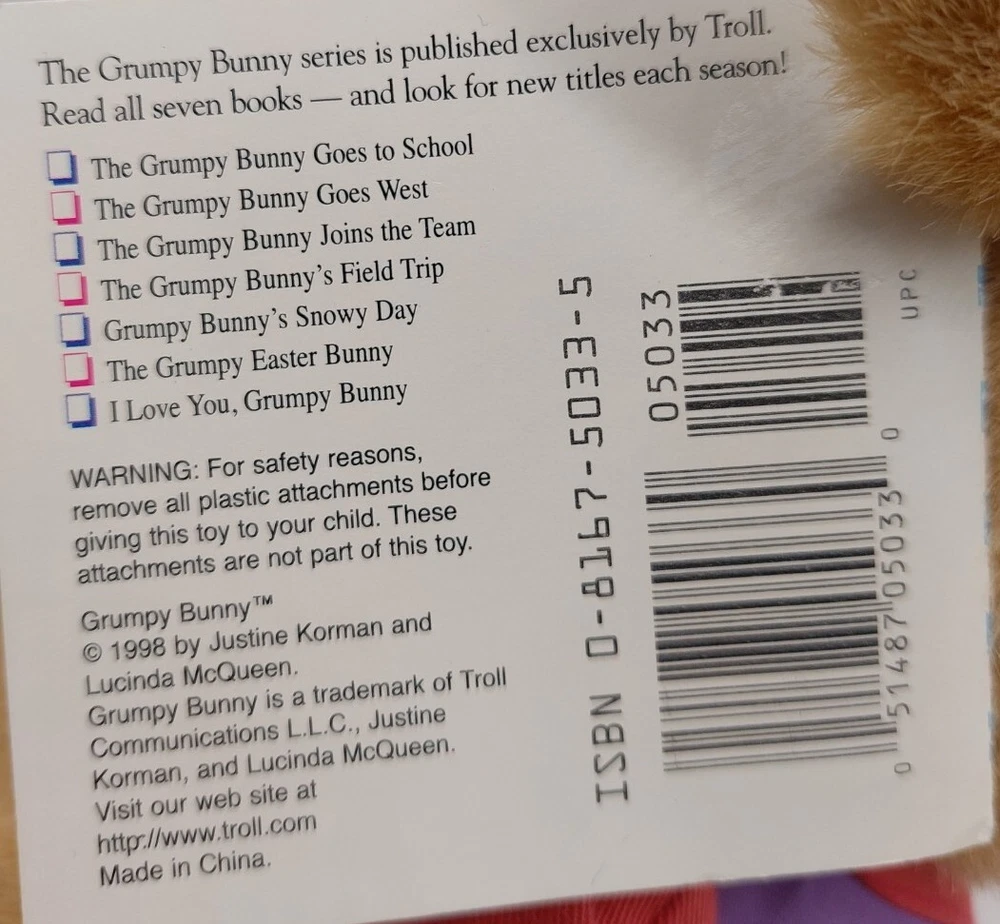 The Grumpy Bunny series is published exclusively by Troll.
Read all seven books — and look for new titles each season!
The Grumpy Bunny Goes to School
The Grumpy Bunny Goes West
The Grumpy Bunny Joins the Team
The Grumpy Bunny's Field Trip
Grumpy Bunny's Snowy Day
The Grumpy Easter Bunny
I Love You, Grumpy Bunny
WARNING: For safety reasons,
remove all plastic attachments before
giving this toy to your child. These
attachments are not part of this toy.
Grumpy Bunny™
© 1998 by Justine Korman and
Lucinda McQueen.
Grumpy Bunny is a trademark of Troll
Communications L.L.C., Justine
Korman, and Lucinda McQueen.
Visit our web site at
http://www.troll.com
Made in China.
ISBN 0-8167-5033-5
05033
0 51487 05033 0
UPC